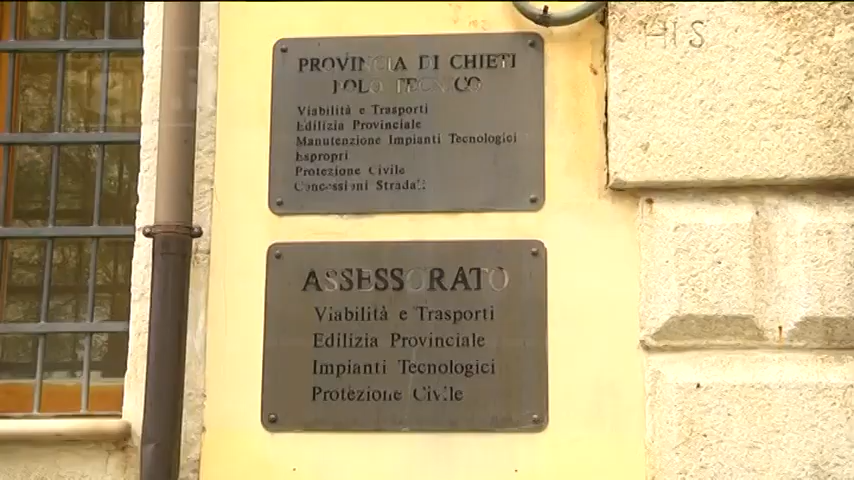 PROVINCIA DI CHIETI
POLO TECNICO
Viabilità e Trasporti
Edilizia Provinciale
Manutenzione Impianti Tecnologici
Espropri
Protezione Civile
Concessioni Stradali
ASSESSORATO
Viabilità e Trasporti
Edilizia Provinciale
Impianti Tecnologici
Protezione Civile
HIS